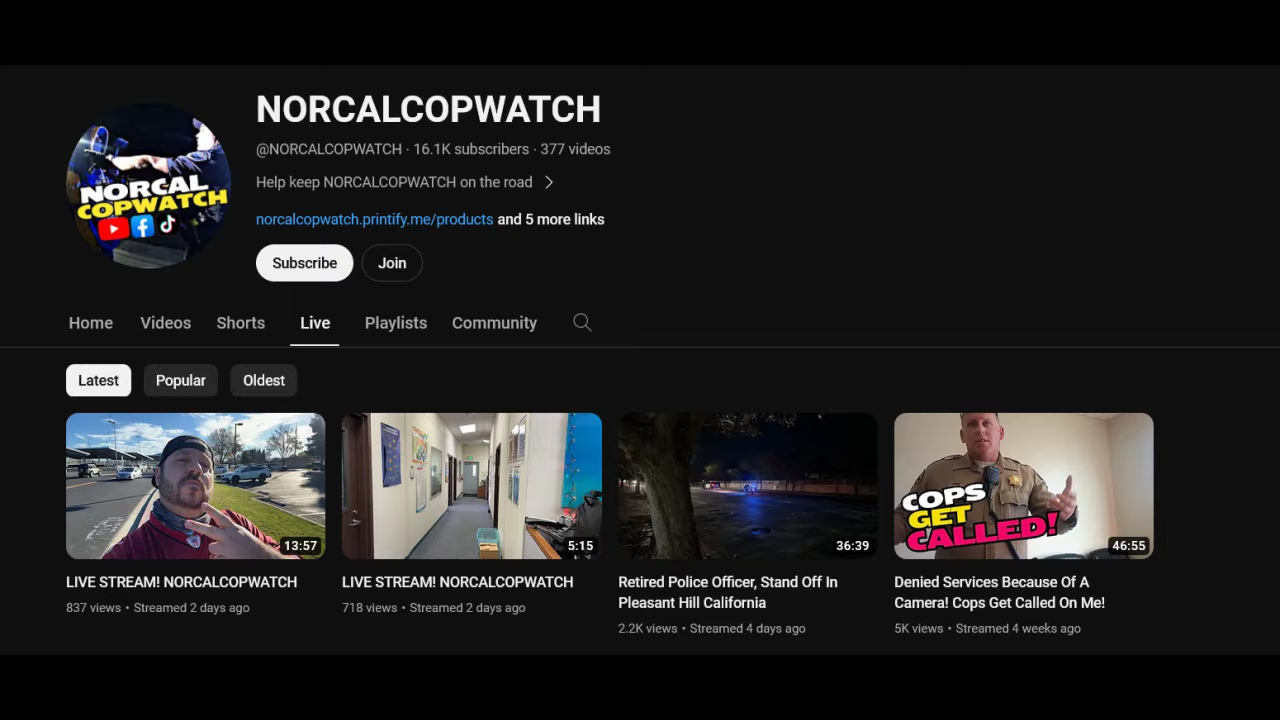 NORCALCOPWATCH
@NORCALCOPWATCH · 16.1K subscribers · 377 videos
Help keep NORCALCOPWATCH on the road
norcalcopwatch.printify.me/products and 5 more links
Subscribe Join
NORCAL
COPWATCH
Home Videos Shorts Live Playlists Community
Latest Popular Oldest
13:57
5:15
36:39
COPS
GET
CALLED!
46:55
LIVE STREAM! NORCALCOPWATCH
837 views • Streamed 2 days ago
LIVE STREAM! NORCALCOPWATCH
718 views • Streamed 2 days ago
Retired Police Officer, Stand Off In
Pleasant Hill California
2.2K views • Streamed 4 days ago
Denied Services Because Of A
Camera! Cops Get Called On Me!
5K views • Streamed 4 weeks ago